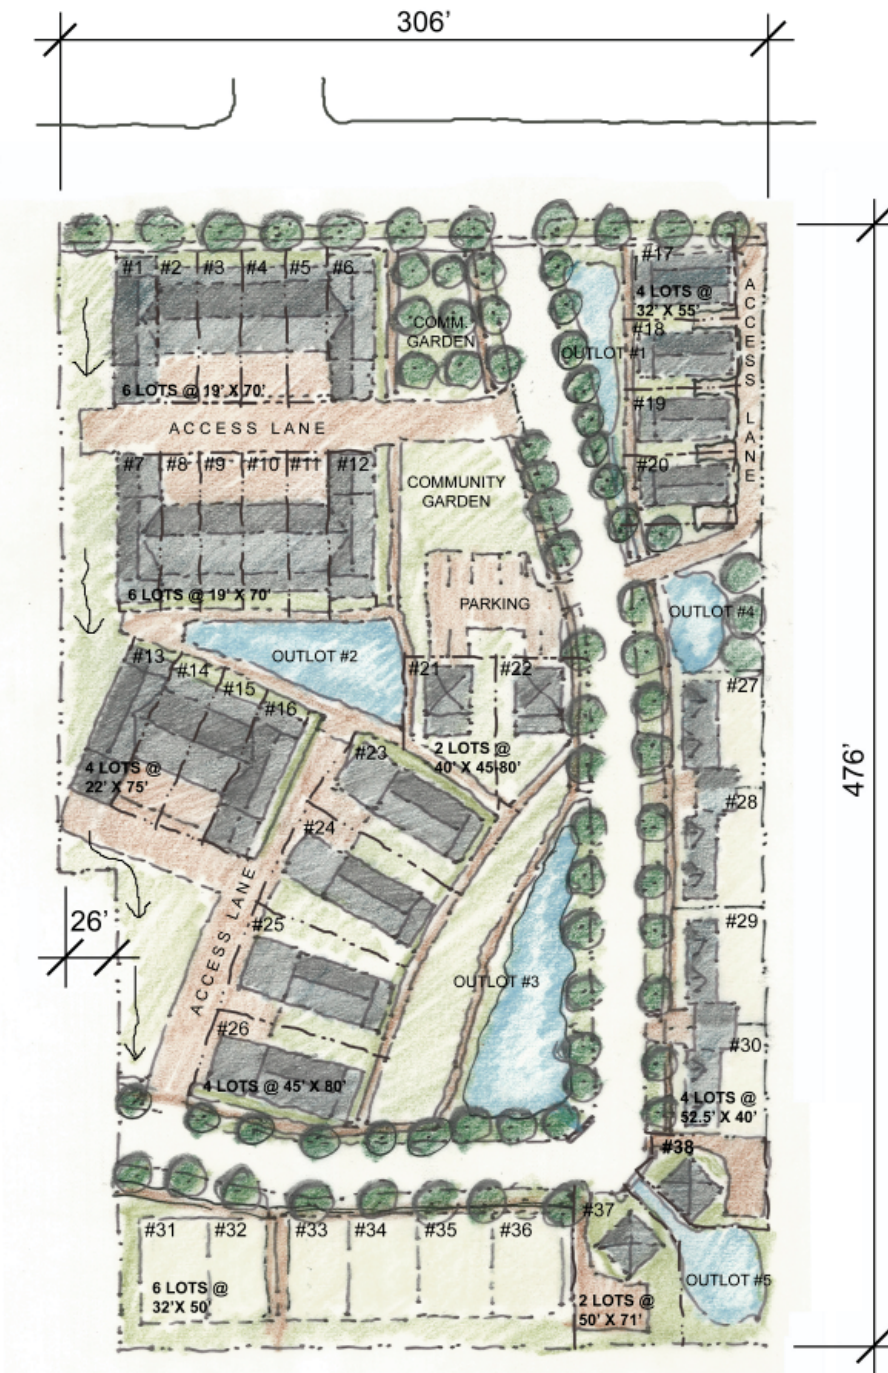 306'
#17
#1 #2 #3 #4 #5 #6
4 LOTS @
32' X 55'
ACCESS LANE
COMM.
GARDEN
#18
OUTLOT #1
6 LOTS @ 19' X 70'
#19
ACCESS LANE
#7 #8 #9 #10 #11 #12
#20
COMMUNITY
GARDEN
6 LOTS @ 19' X 70'
PARKING
OUTLOT #4
#13
OUTLOT #2
#14
#21
#22
#15
#27
#16
2 LOTS @
40' X 45-80'
#23
4 LOTS @
22' X 75'
476'
#28
#24
ACCESS LANE
26'
#25
#29
OUTLOT #3
#26
#30
4 LOTS @ 45' X 80'
4 LOTS @
52.5' X 40'
#38
#37
#31 #32 #33 #34 #35 #36
OUTLOT #5
6 LOTS @
32'X 50'
2 LOTS @
50' X 71'